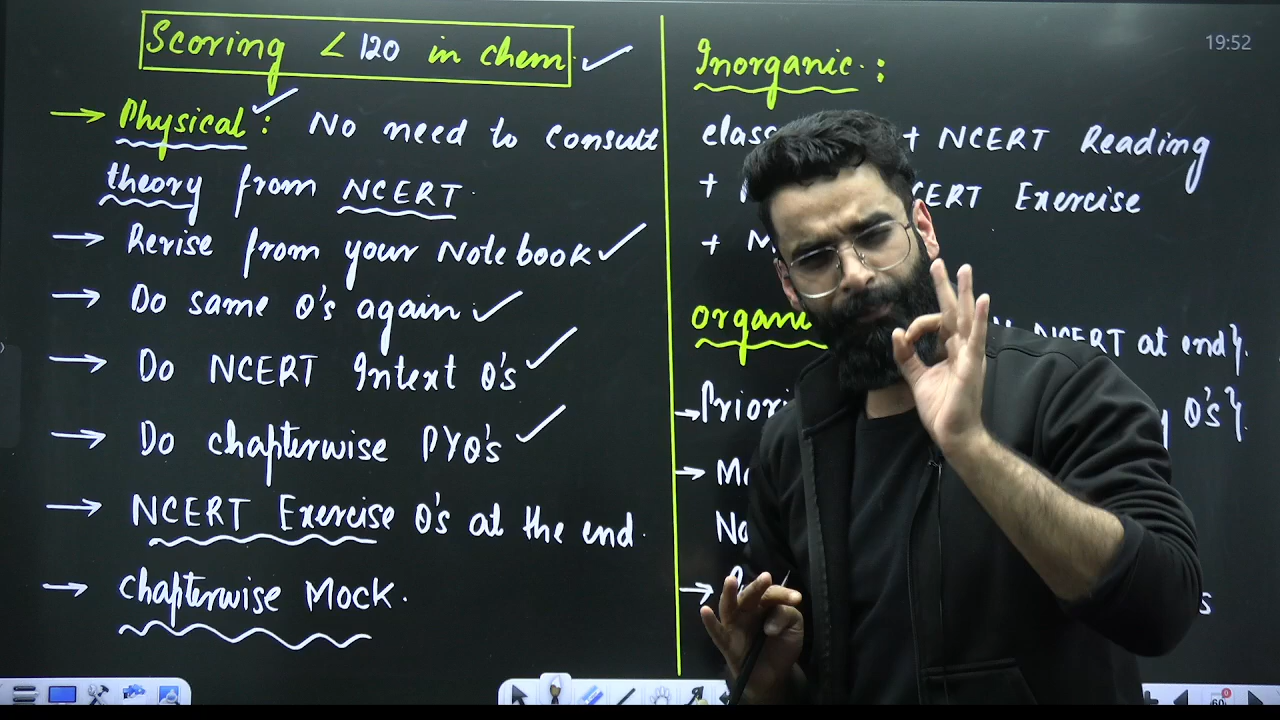 Scoring < 120 in chem.
→ Physical : No need to consult
theory from NCERT.
→ Revise from your Notebook
→ Do same Q's again
→ Do NCERT Intext Q's
→ Do chapterwise PYQ's
→ NCERT Exercise Q's at the end.
→ Chapterwise Mock.
19:52
Inorganic :
+ NCERT Reading
+ Exercise
+
NCERT at end}.
→ Q's}.
→
→